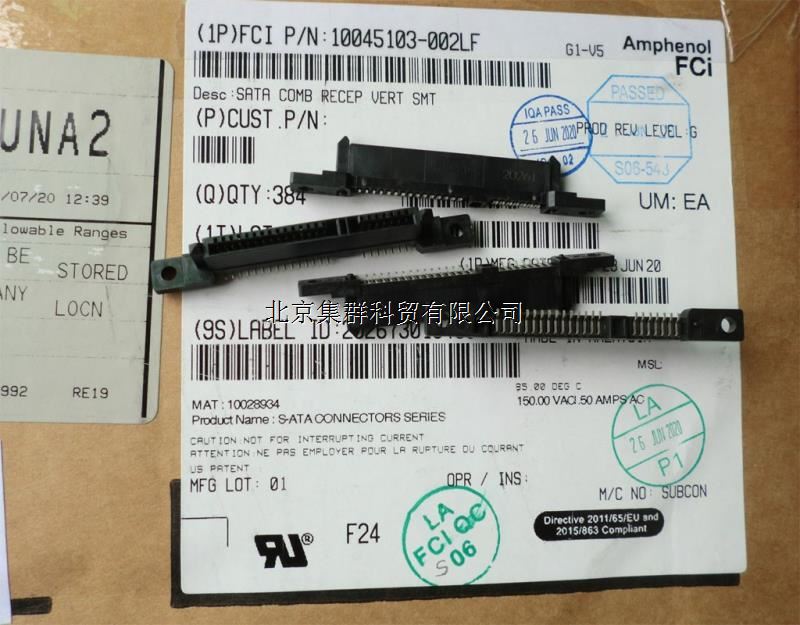 (1P)FCI P/N:10045103-002LF
G1-V5
Amphenol
FCi
Desc:SATA COMB RECEP VERT SMT
PASSED
IQA PASS
(P)CUST.P/N:
26 JUN 2020
PROD REV LEVEL:G
02
S06-543
UNA2
/07/20 12:39
lowable Ranges
BE STORED
ANY LOCN
992 RE19
20261
(Q)QTY:384
UM: EA
JUN 20
北京集群科贸有限公司
(9S)LABEL ID:
MSL:
95.00 DEG C
MAT: 10028934
150.00 VAC1.50 AMPS AC
Product Name: S-ATA CONNECTORS SERIES
LA
26 JUN 2020
P1
CAUTION:NOT FOR INTERRUPTING CURRENT
ATTENTION:NE PAS EMPLOYER POUR LA RUPTURE DU COURANT
US PATENT
MFG LOT: 01
OPR / INS:
M/C NO: SUBCON
LA
FCI QC
S06
Directive 2011/65/EU and
2015/863 Compliant
F24